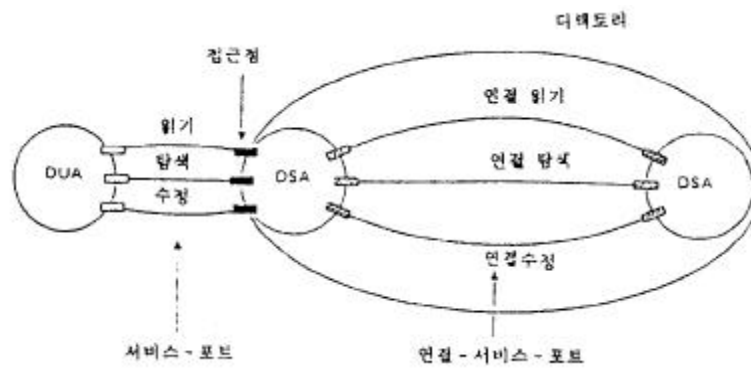 디렉토리
접근점
읽기
연결 읽기
DUA
탐색
DSA
연결 탐색
DSA
수정
연결수정
서비스-포트
연결-서비스-포트